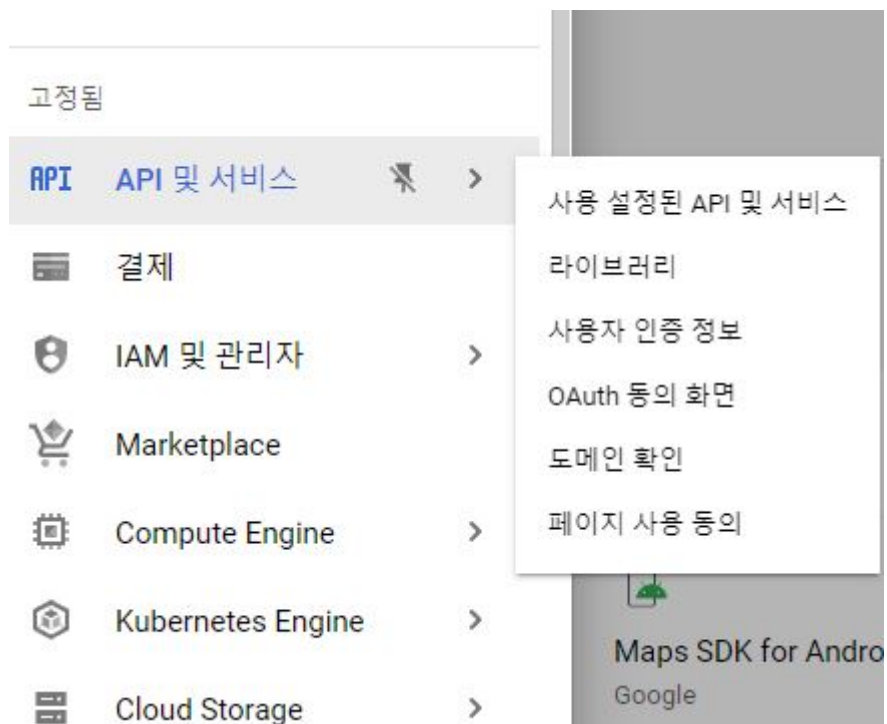 고정됨
API API 및 서비스
결제
IAM 및 관리자
Marketplace
Compute Engine
Kubernetes Engine
Cloud Storage
사용 설정된 API 및 서비스
라이브러리
사용자 인증 정보
OAuth 동의 화면
도메인 확인
페이지 사용 동의
Maps SDK for Andro
Google